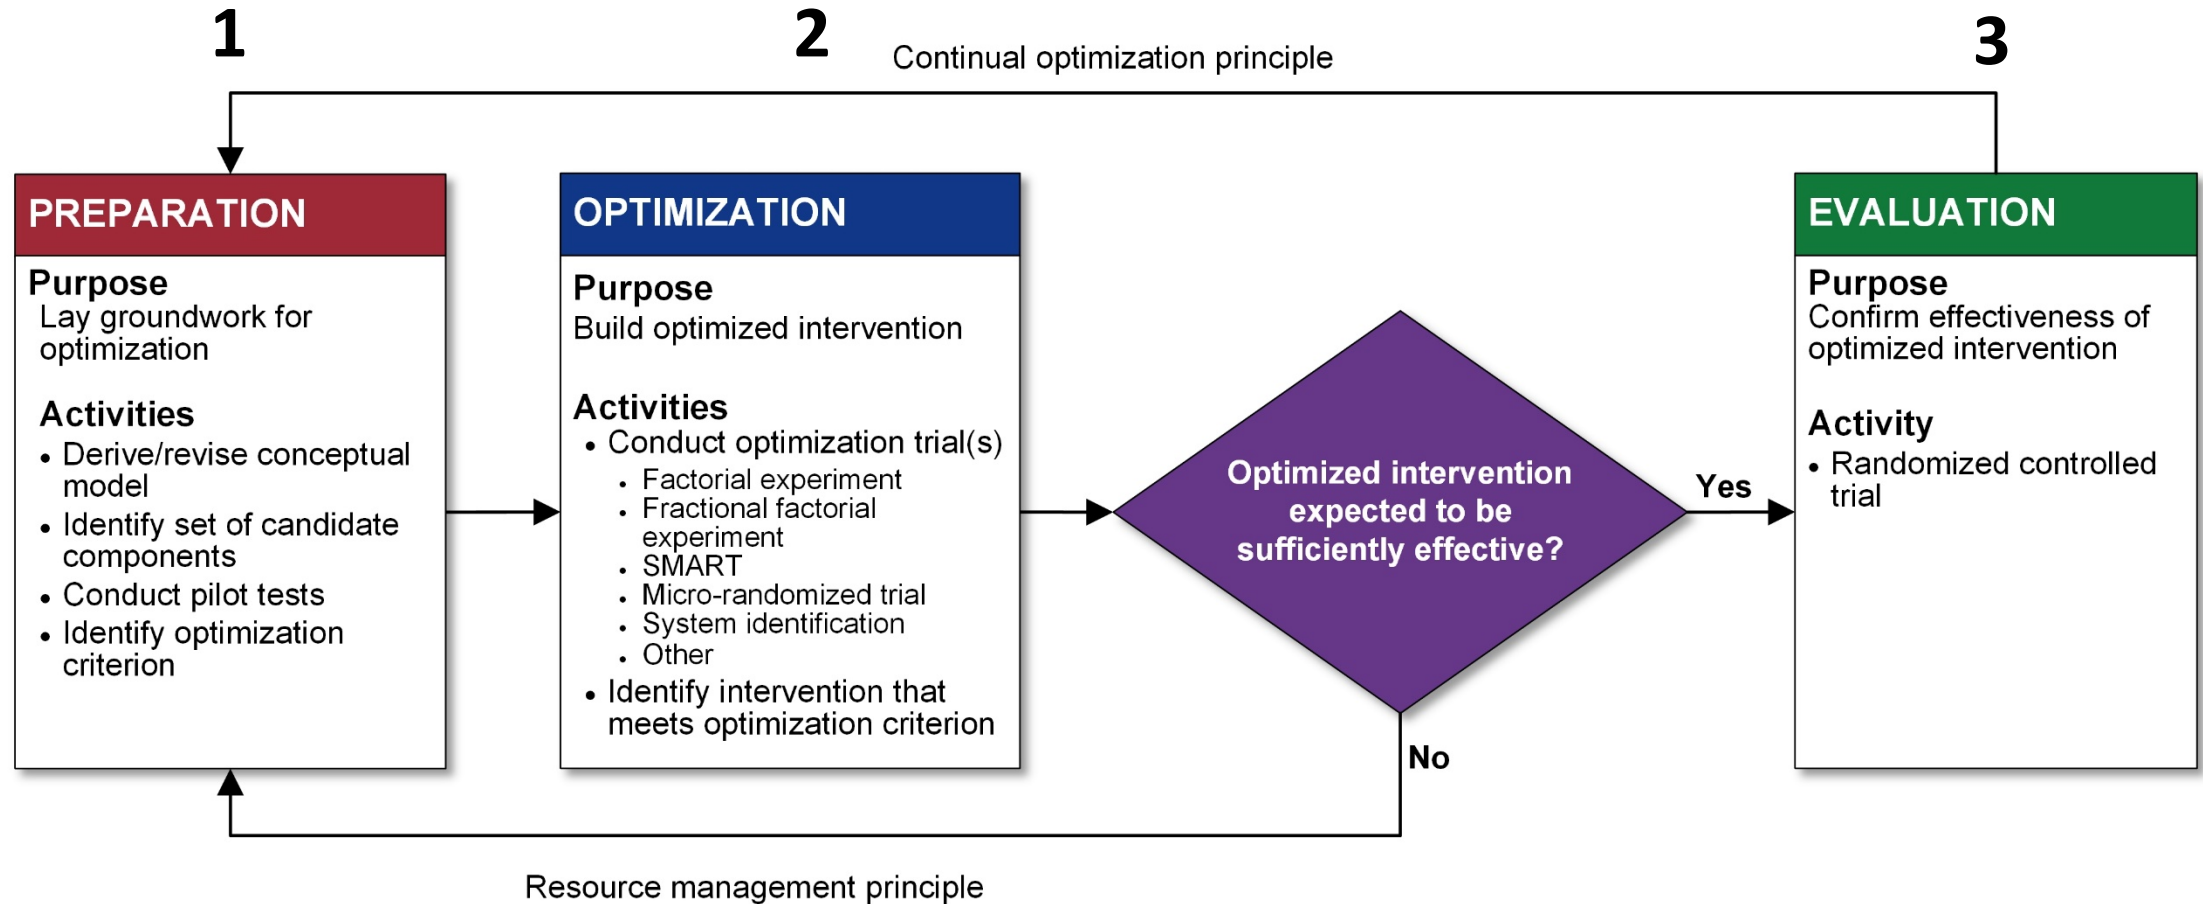 1
2
3
Continual optimization principle
PREPARATION
Purpose
Lay groundwork for
optimization
Activities
• Derive/revise conceptual
model
• Identify set of candidate
components
• Conduct pilot tests
• Identify optimization
criterion
OPTIMIZATION
Purpose
Build optimized intervention
Activities
• Conduct optimization trial(s)
• Factorial experiment
• Fractional factorial
experiment
• SMART
• Micro-randomized trial
• System identification
• Other
• Identify intervention that
meets optimization criterion
Optimized intervention
expected to be
sufficiently effective?
Yes
No
EVALUATION
Purpose
Confirm effectiveness of
optimized intervention
Activity
• Randomized controlled
trial
Resource management principle